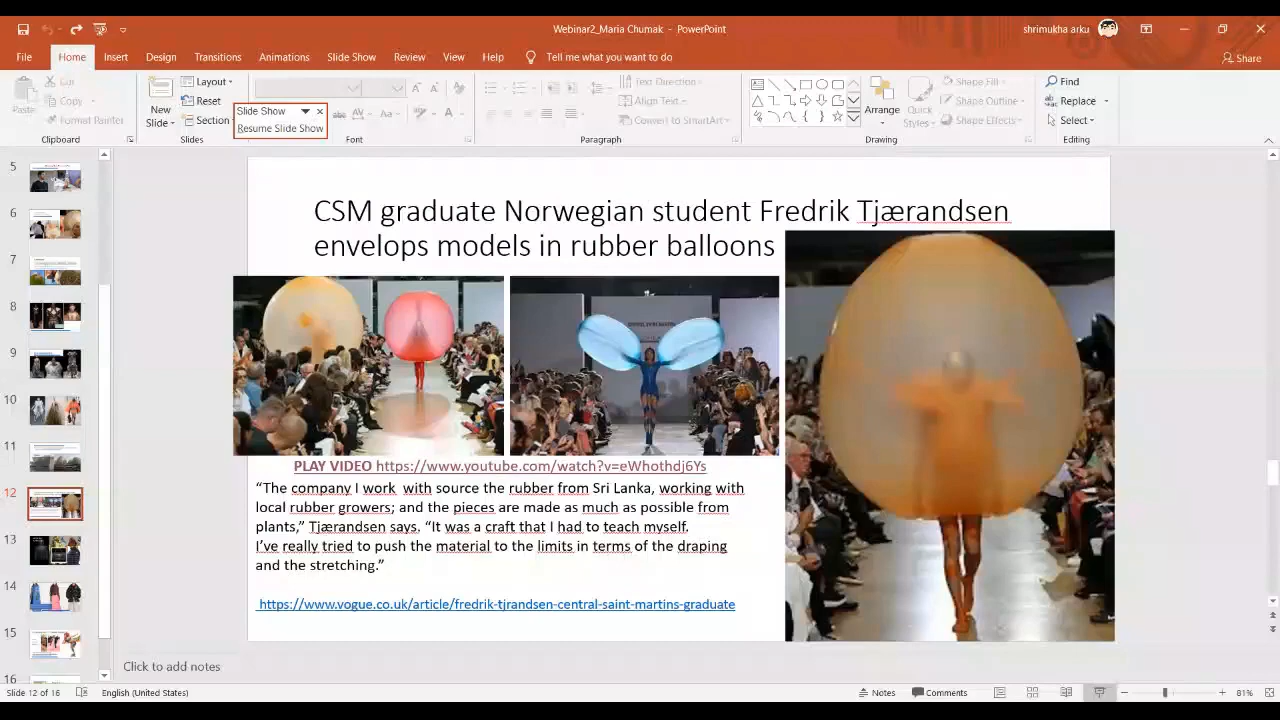 Webinar2_Maria Chumak - PowerPoint
shrimukha arku
File Home Insert Design Transitions Animations Slide Show Review View Help Tell me what you want to do
Share
Paste
Cut
Copy
Format Painter
Clipboard
New Slide
Layout
Reset
Section
Slides
Slide Show
Resume Slide Show
Font
Text Direction
Align Text
Convert to SmartArt
Paragraph
Arrange
Quick Styles
Shape Fill
Shape Outline
Shape Effects
Drawing
Find
Replace
Select
Editing
5
6
7
8
9
10
11
12
13
14
15
16
CSM graduate Norwegian student Fredrik Tjærandsen
envelops models in rubber balloons
PLAY VIDEO https://www.youtube.com/watch?v=eWhothdj6Ys
“The company I work with source the rubber from Sri Lanka, working with
local rubber growers; and the pieces are made as much as possible from
plants,” Tjærandsen says. “It was a craft that I had to teach myself.
I’ve really tried to push the material to the limits in terms of the draping
and the stretching.”
https://www.vogue.co.uk/article/fredrik-tjrandsen-central-saint-martins-graduate
Click to add notes
Slide 12 of 16 English (United States)
Notes Comments 81%